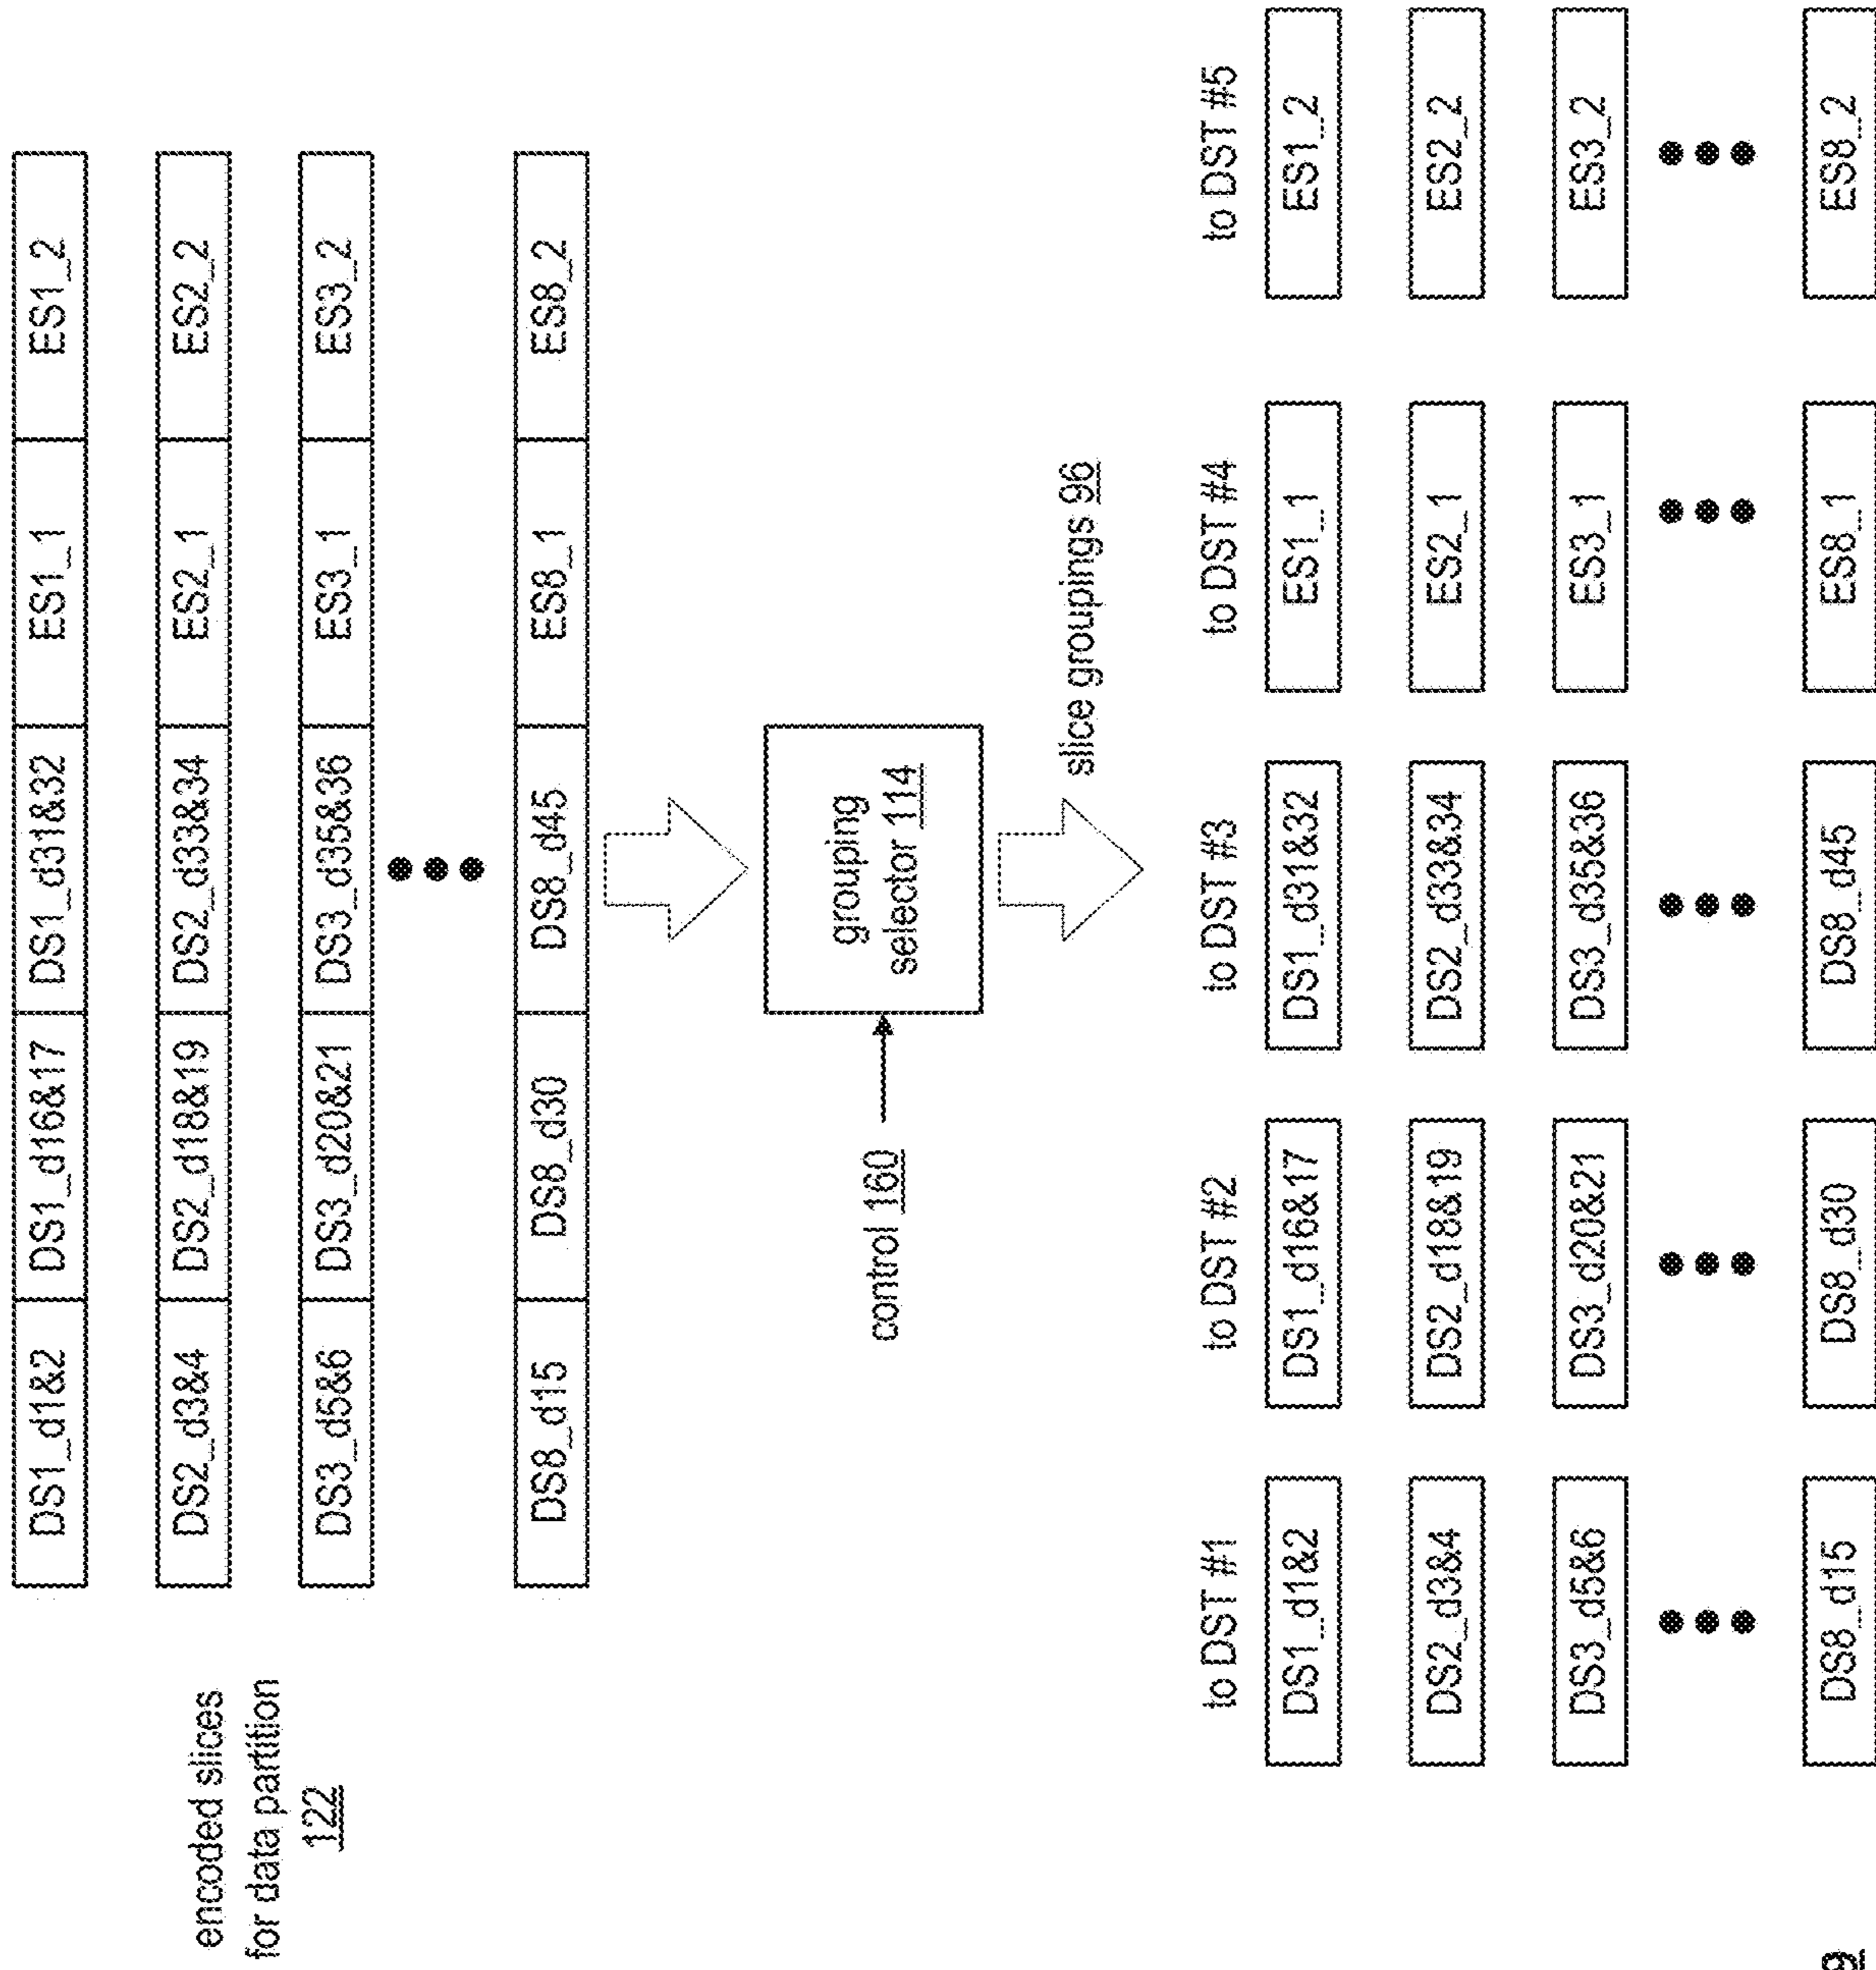 encoded slices
for data partition
122
DS1_d1&2 DS1_d16&17 DS1_d31&32 ES1_1 ES1_2
DS2_d3&4 DS2_d18&19 DS2_d33&34 ES2_1 ES2_2
DS3_d5&6 DS3_d20&21 DS3_d35&36 ES3_1 ES3_2
DS8_d15 DS8_d30 DS8_d45 ES8_1 ES8_2
control 160
grouping
selector 114
slice groupings 96
to DST #1 to DST #2 to DST #3 to DST #4 to DST #5
DS1_d1&2 DS1_d16&17 DS1_d31&32 ES1_1 ES1_2
DS2_d3&4 DS2_d18&19 DS2_d33&34 ES2_1 ES2_2
DS3_d5&6 DS3_d20&21 DS3_d35&36 ES3_1 ES3_2
DS8_d15 DS8_d30 DS8_d45 ES8_1 ES8_2
9